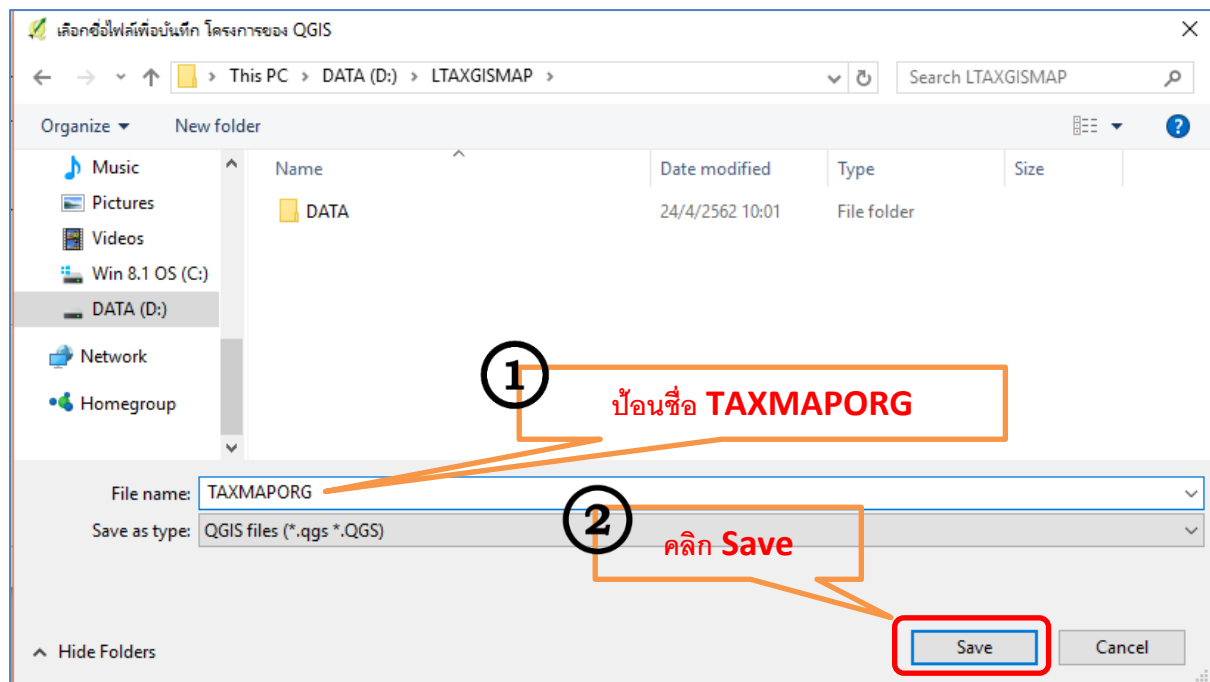 เลือกชื่อไฟล์เพื่อบันทึก โครงการของ QGIS
This PC > DATA (D:) > LTAXGISMAP >
Search LTAXGISMAP
Organize
New folder
Name
Date modified
Type
Size
Music
Pictures
Videos
Win 8.1 OS (C:)
DATA (D:)
Network
Homegroup
DATA
24/4/2562 10:01
File folder
1
ป้อนชื่อ TAXMAPORG
File name: TAXMAPORG
Save as type: QGIS files (*.qgs *.QGS)
2
คลิก Save
Hide Folders
Save
Cancel